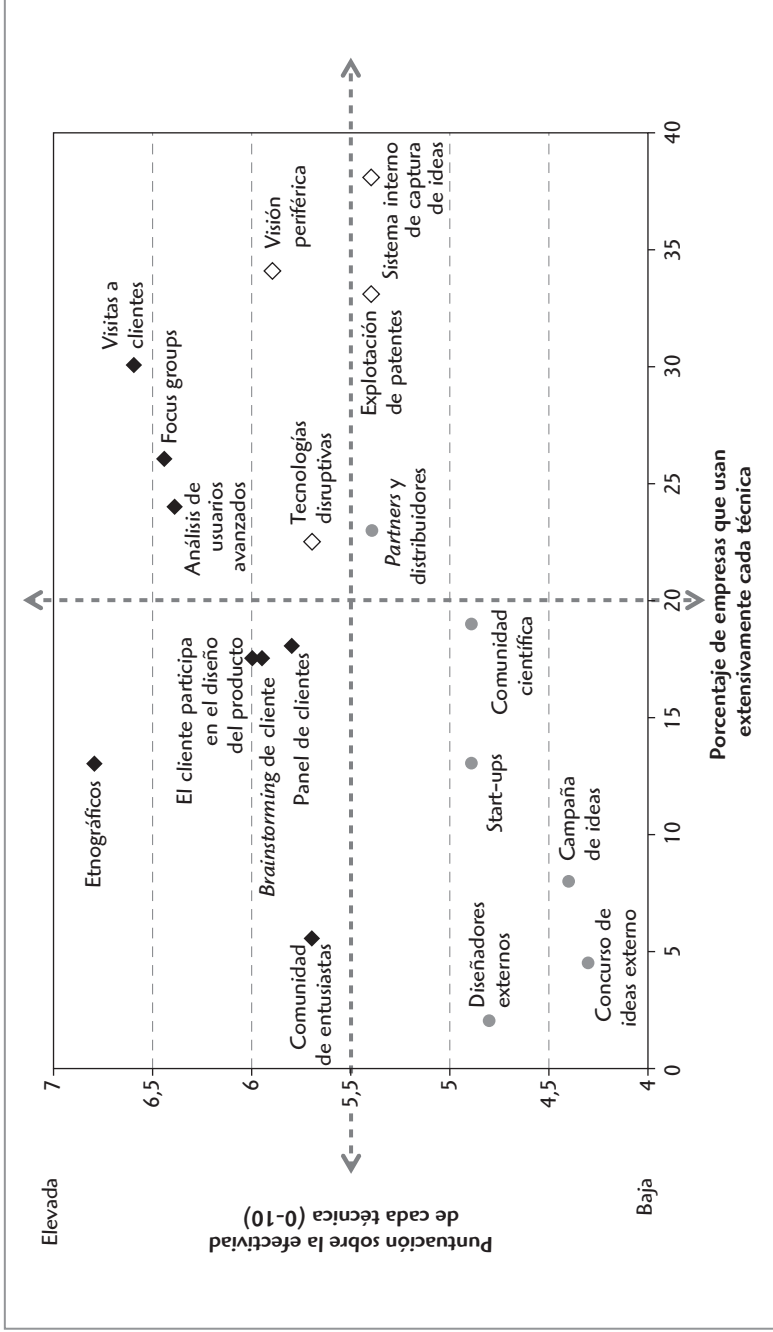 Elevada
Puntuación sobre la efectiviad
de cada técnica (0-10)
Baja
7
6,5
6
5,5
5
4,5
4
Etnográficos
Visitas a
clientes
Focus groups
Análisis de
usuarios
avanzados
El cliente participa
en el diseño
del producto
Brainstorming de cliente
Panel de clientes
Comunidad
de entusiastas
Tecnologías
disruptivas
Visión
periférica
Explotación
de patentes
Sistema interno
de captura
de ideas
Partners y
distribuidores
Comunidad
científica
Start-ups
Diseñadores
externos
Campaña
de ideas
Concurso de
ideas externo
0
5
10
15
20
25
30
35
40
Porcentaje de empresas que usan
extensivamente cada técnica